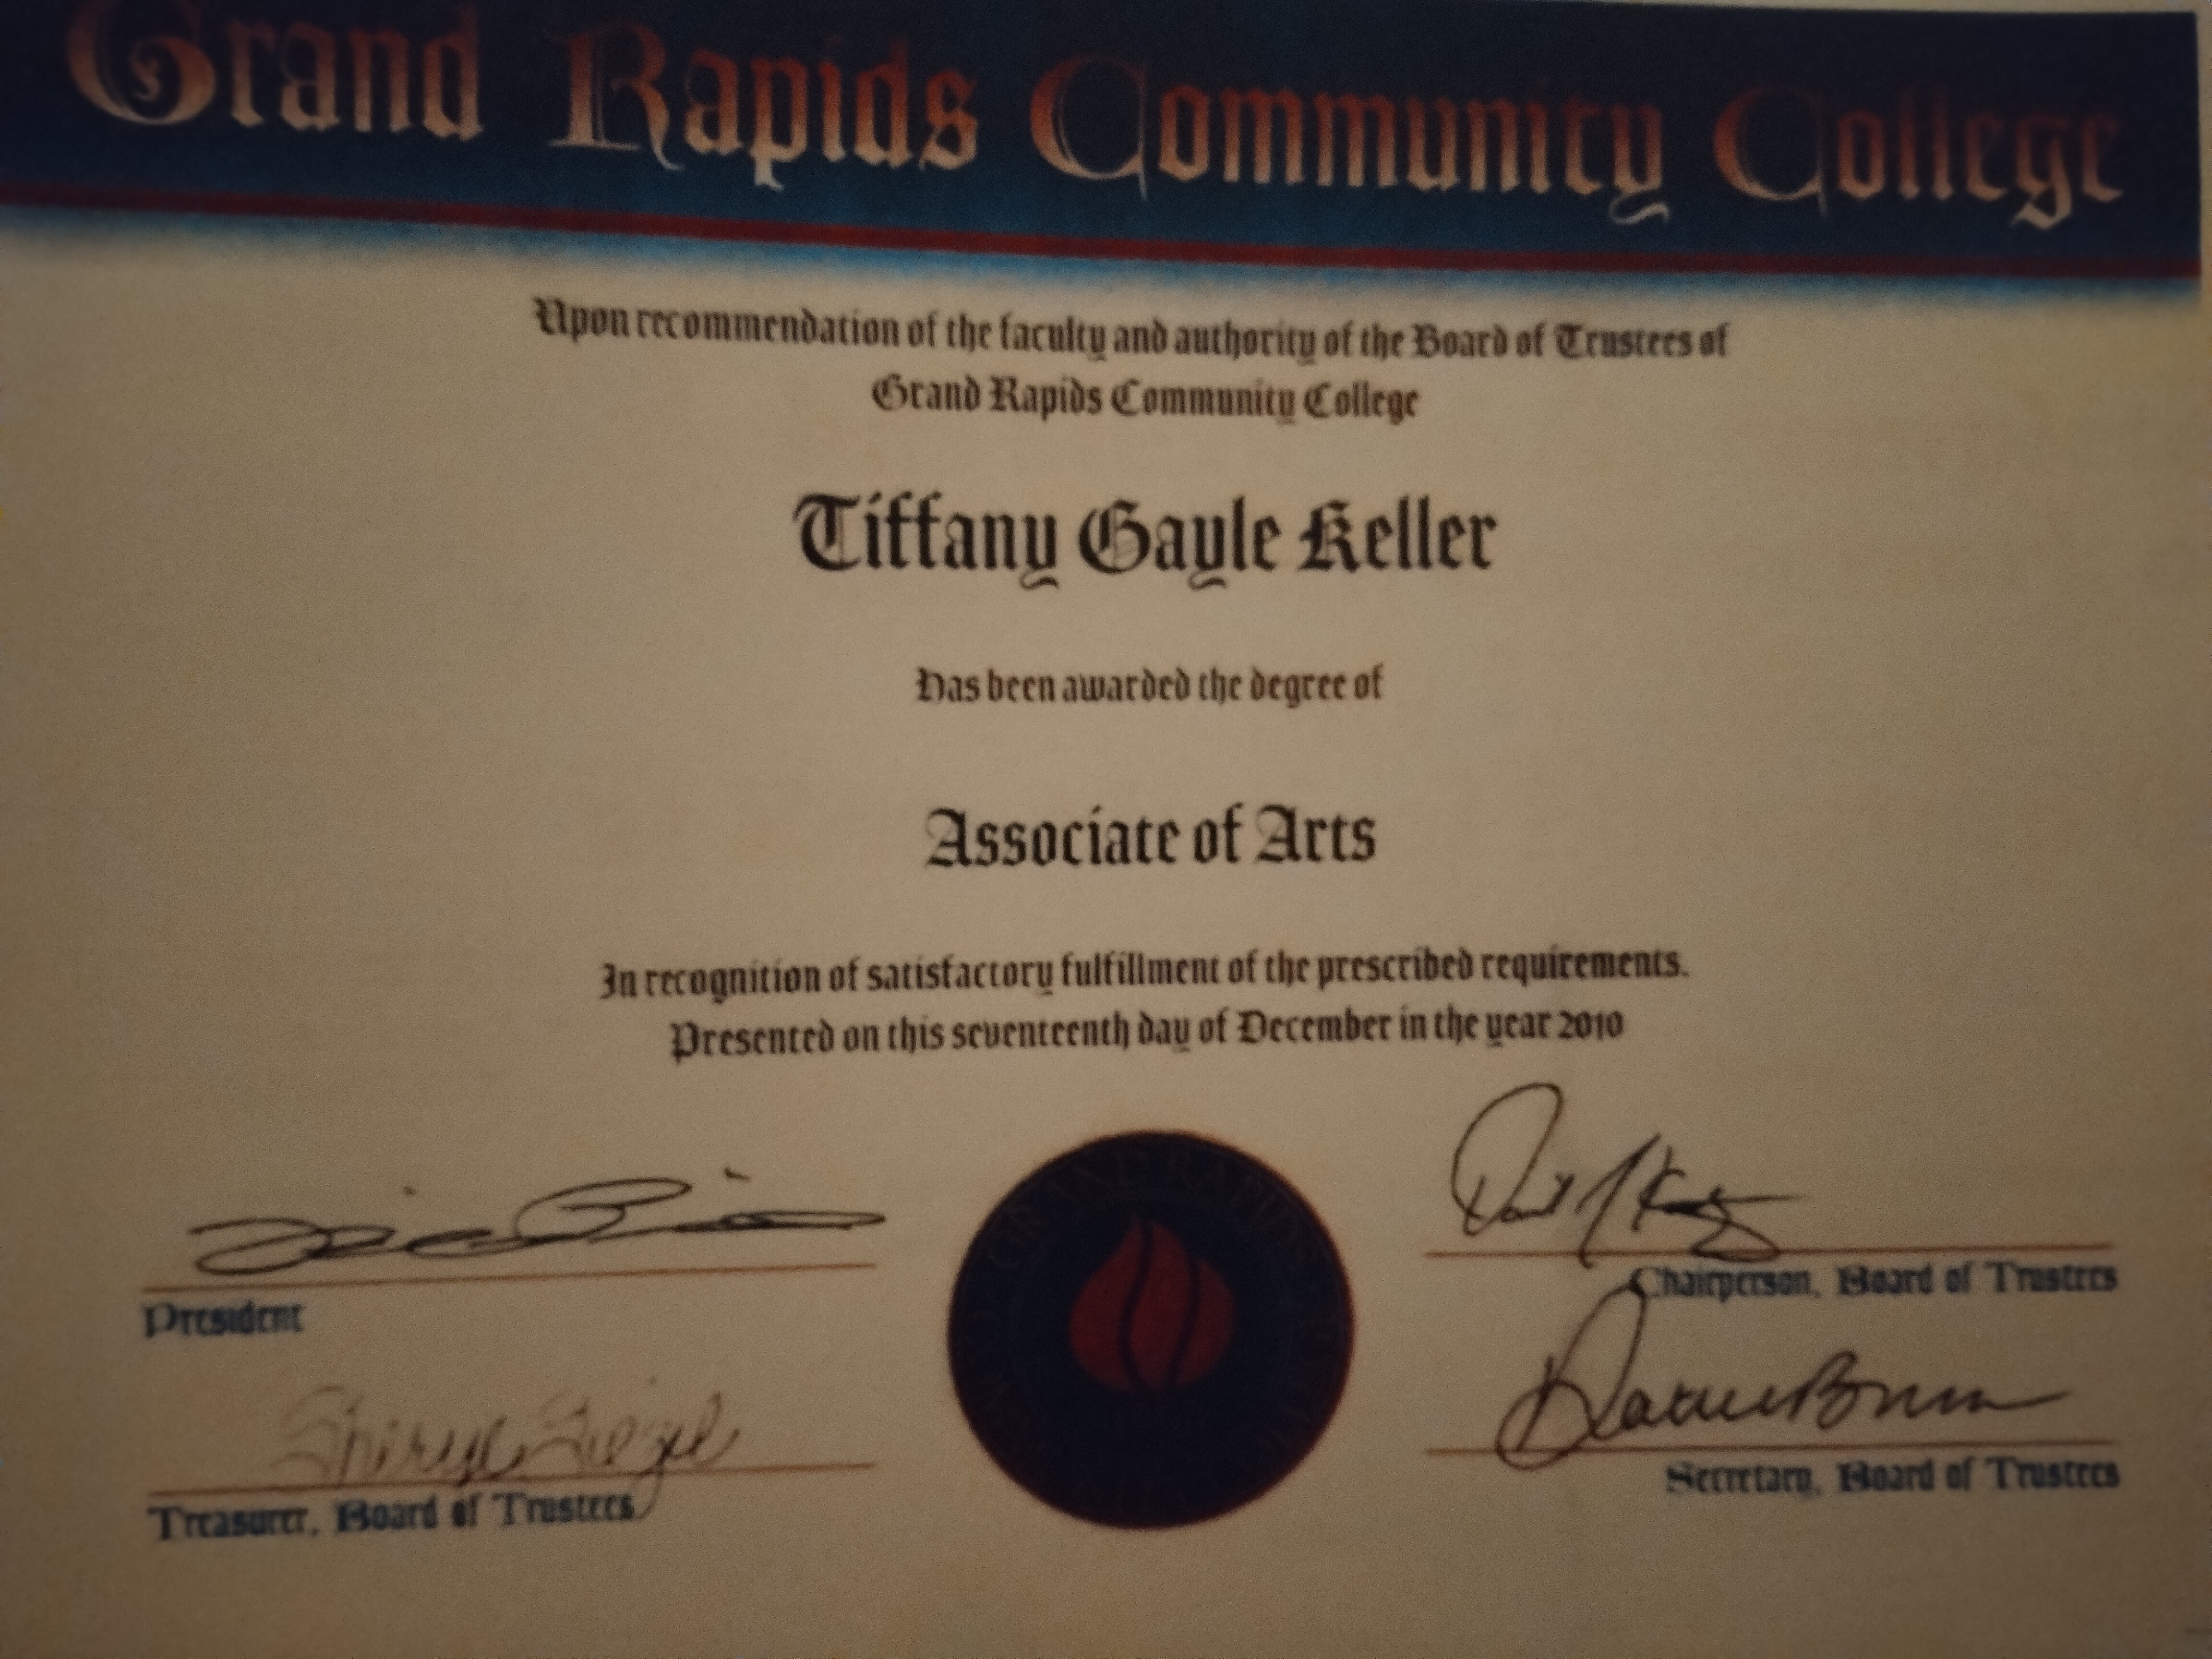 Grand Rapids Community College
Upon recommendation of the faculty and authority of the Board of Trustees of
Grand Rapids Community College
Tiffany Gayle Keller
Has been awarded the degree of
Associate of Arts
In recognition of satisfactory fulfillment of the prescribed requirements.
Presented on this seventeenth day of December in the year 2010
GRAND RAPIDS
President
Chairperson, Board of Trustees
Treasurer, Board of Trustees
Secretary, Board of Trustees